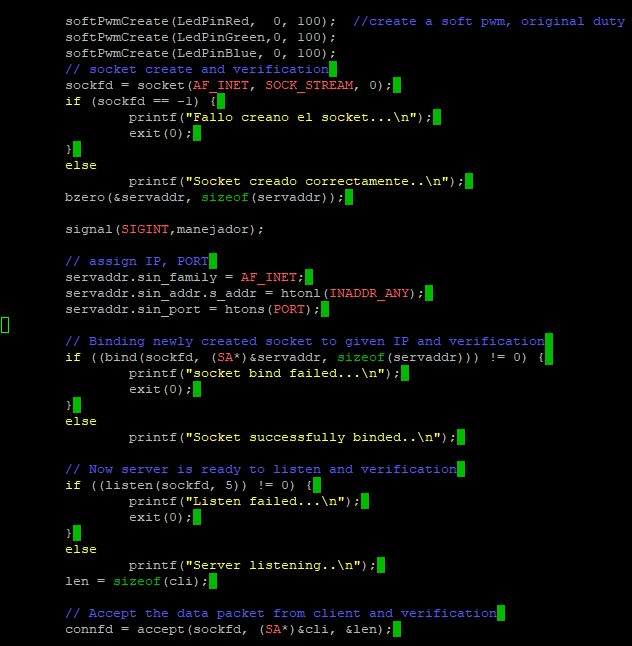 softPwmCreate(LedPinRed,  0, 100);  //create a soft pwm, original duty
softPwmCreate(LedPinGreen,0, 100);
softPwmCreate(LedPinBlue, 0, 100);
// socket create and verification
sockfd = socket(AF_INET, SOCK_STREAM, 0);
if (sockfd == -1) {
        printf("Fallo creano el socket...\n");
        exit(0);
}
else
        printf("Socket creado correctamente..\n");
bzero(&servaddr, sizeof(servaddr));
signal(SIGINT,manejador);
// assign IP, PORT
servaddr.sin_family = AF_INET;
servaddr.sin_addr.s_addr = htonl(INADDR_ANY);
servaddr.sin_port = htons(PORT);
// Binding newly created socket to given IP and verification
if ((bind(sockfd, (SA*)&servaddr, sizeof(servaddr))) != 0) {
        printf("socket bind failed...\n");
        exit(0);
}
else
        printf("Socket successfully binded..\n");
// Now server is ready to listen and verification
if ((listen(sockfd, 5)) != 0) {
        printf("Listen failed...\n");
        exit(0);
}
else
        printf("Server listening..\n");
len = sizeof(cli);
// Accept the data packet from client and verification
connfd = accept(sockfd, (SA*)&cli, &len);